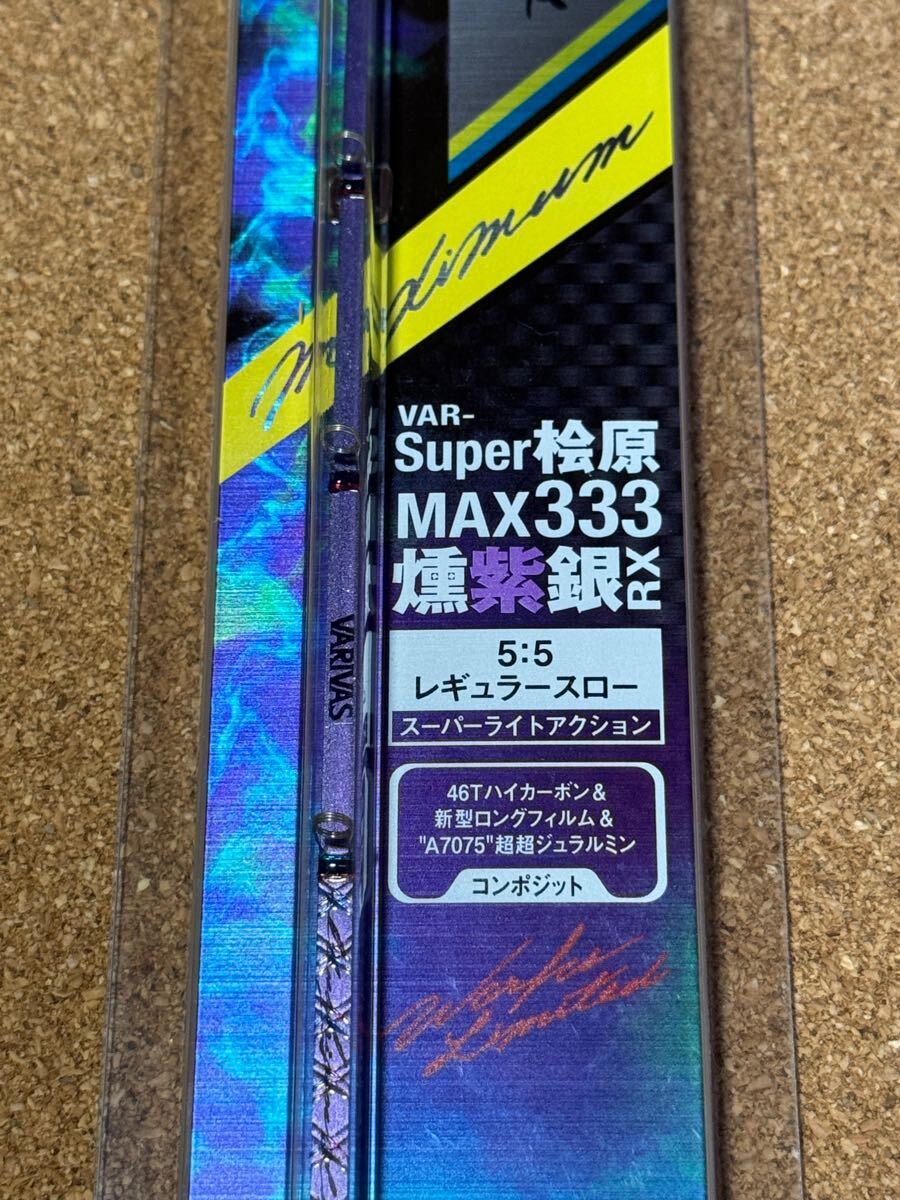 VAR-
Super桧原
MAX333
燻紫銀RX
5:5
レギュラースロー
スーパーライトアクション
46Tハイカーボン&
新型ロングフィルム&
"A7075"超超ジュラルミン
コンポジット
VARIVAS
Limited